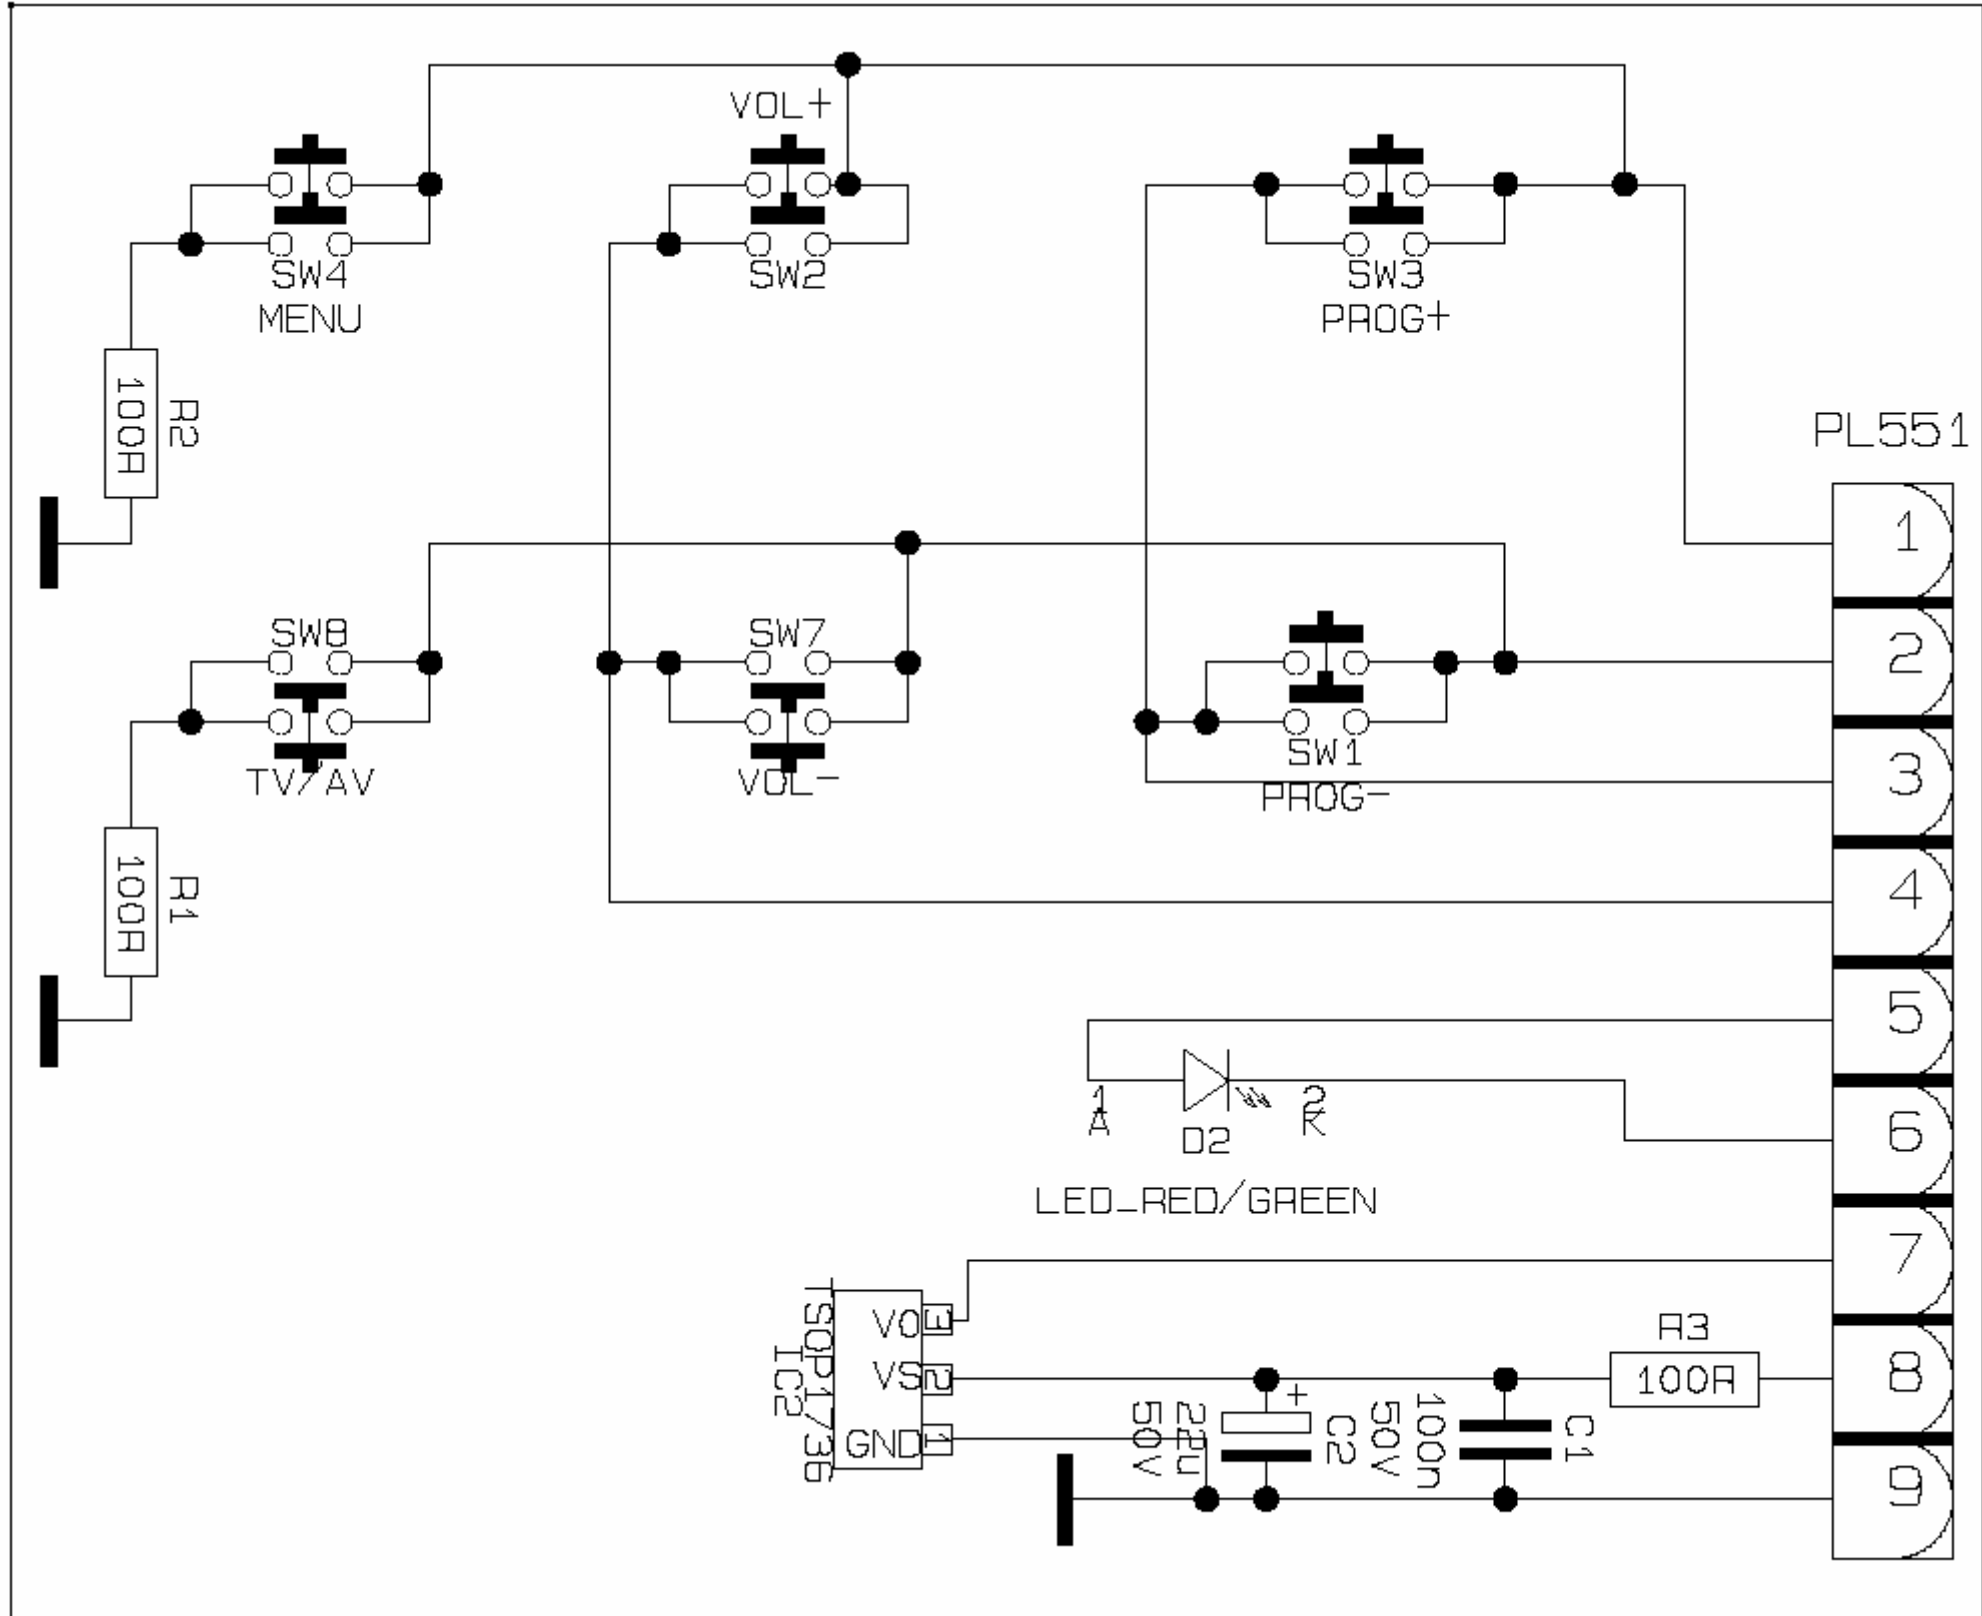 VOL+
SW4
MENU
SW2
SW3
PROG+
R2
100R
PL551
1
2
3
4
5
6
7
8
9
SW8
TV/AV
SW7
VOL-
SW1
PROG-
R1
100R
1
A
2
K
D2
LED_RED/GREEN
TSOP1736
IC2
VO
3
VS
2
GND
1
+
C2
22u
50V
C1
100n
50V
R3
100R